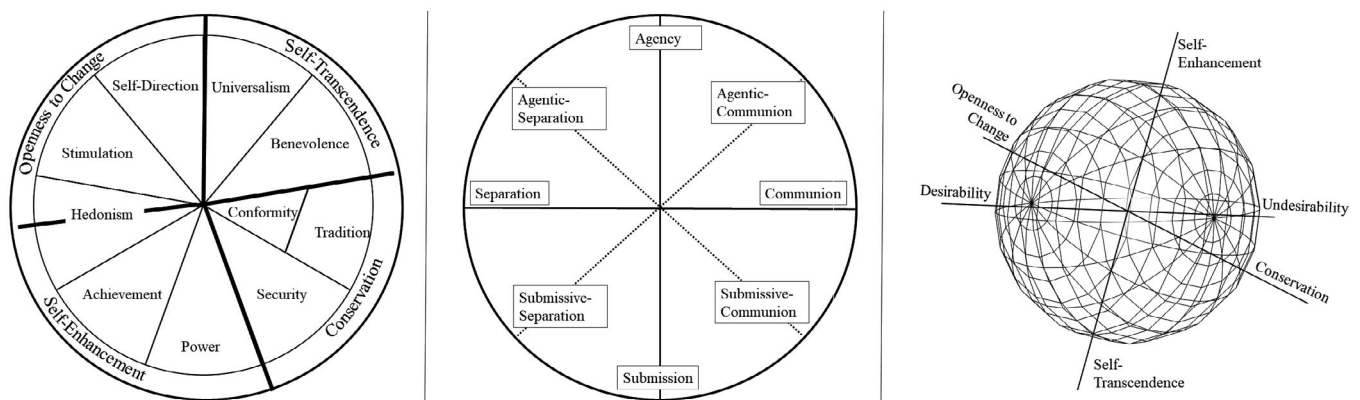 Openness to Change
Self-Transcendence
Self-Direction
Universalism
Stimulation
Benevolence
Hedonism
Conformity
Tradition
Achievement
Security
Power
Self-Enhancement
Conservation
Agency
Agentic-
Separation
Agentic-
Communion
Separation
Communion
Submissive-
Separation
Submissive-
Communion
Submission
Self-
Enhancement
Openness to
Change
Desirability
Undesirability
Conservation
Self-
Transcendence